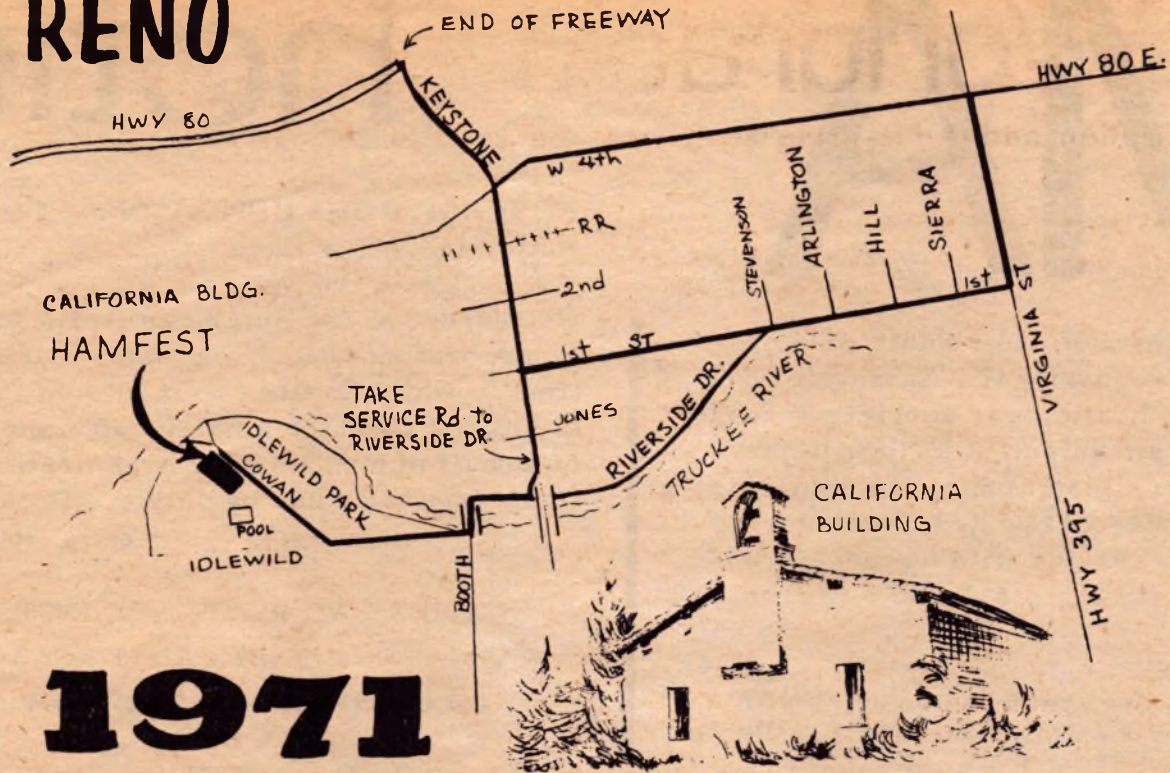 RENO
END OF FREEWAY
HWY 80
HWY 80 E.
KEYSTONE
W 4th
RR
2nd
STEVENSON
ARLINGTON
HILL
SIERRA
1st
VIRGINIA ST
CALIFORNIA BLDG.
HAMFEST
1st ST
TAKE
SERVICE Rd to
RIVERSIDE DR.
JONES
RIVERSIDE DR.
TRUCKEE RIVER
IDLEWILD PARK
COWAN
POOL
IDLEWILD
BOOTH
CALIFORNIA
BUILDING
HWY 395
1971